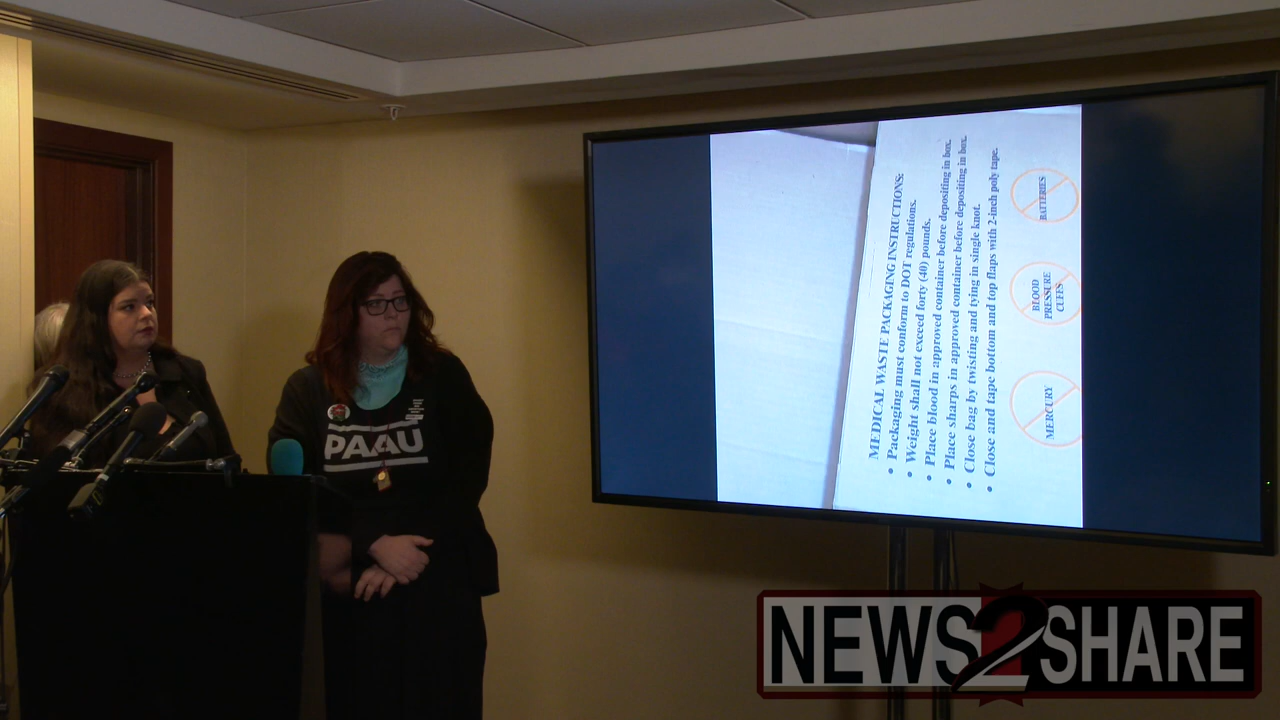 PAAU
MEDICAL WASTE PACKAGING INSTRUCTIONS:
• Packaging must conform to DOT regulations.
• Weight shall not exceed forty (40) pounds.
• Place blood in approved container before depositing in box.
• Place sharps in approved container before depositing in box.
• Close bag by twisting and tying in single knot.
• Close and tape bottom and top flaps with 2-inch poly tape.
MERCURY
BLOOD
PRESSURE
CUFFS
BATTERIES
NEWS2SHARE